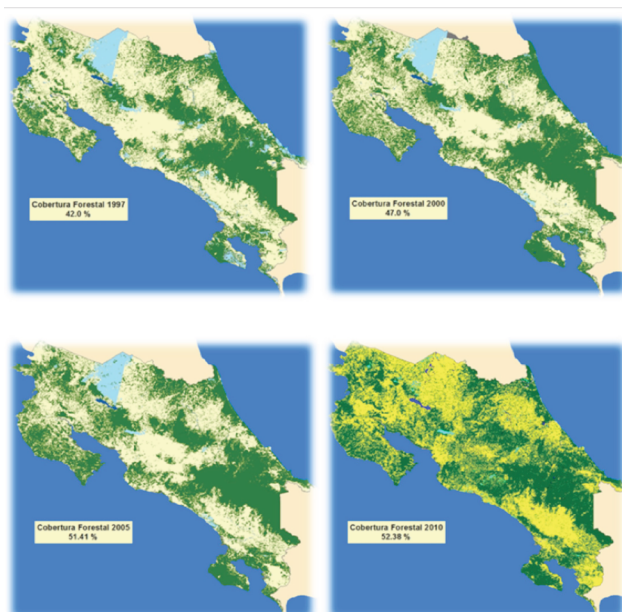 Cobertura Forestal 1997
42.0 %
Cobertura Forestal 2000
47.0 %
Cobertura Forestal 2005
51.41 %
Cobertura Forestal 2010
52.38 %